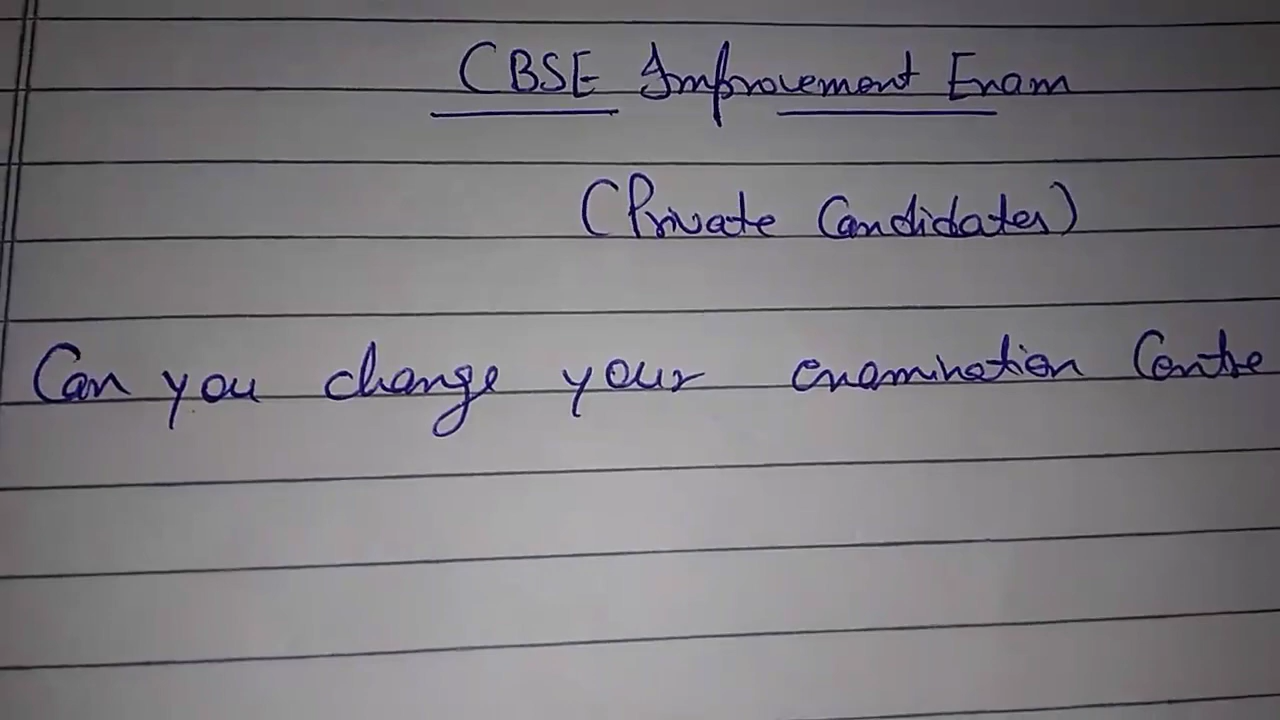 CBSE Improvement Exam
(Private Candidates)
Can you change your examination Centre